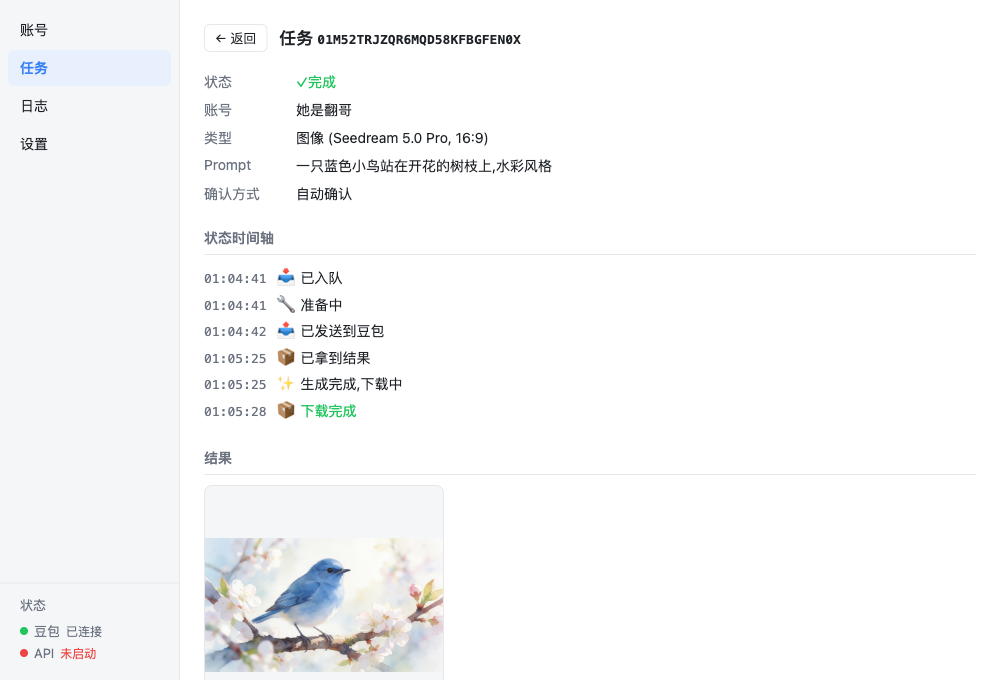 账号
任务
日志
设置
状态
豆包 已连接
API 未启动
← 返回 任务 01M52TRJZQR6MQD58KFBGFEN0X
状态 ✓完成
账号 她是翻哥
类型 图像 (Seedream 5.0 Pro, 16:9)
Prompt 一只蓝色小鸟站在开花的树枝上,水彩风格
确认方式 自动确认
状态时间轴
01:04:41 📤 已入队
01:04:41 🔧 准备中
01:04:42 📤 已发送到豆包
01:05:25 📦 已拿到结果
01:05:25 ✨ 生成完成,下载中
01:05:28 📦 下载完成
结果